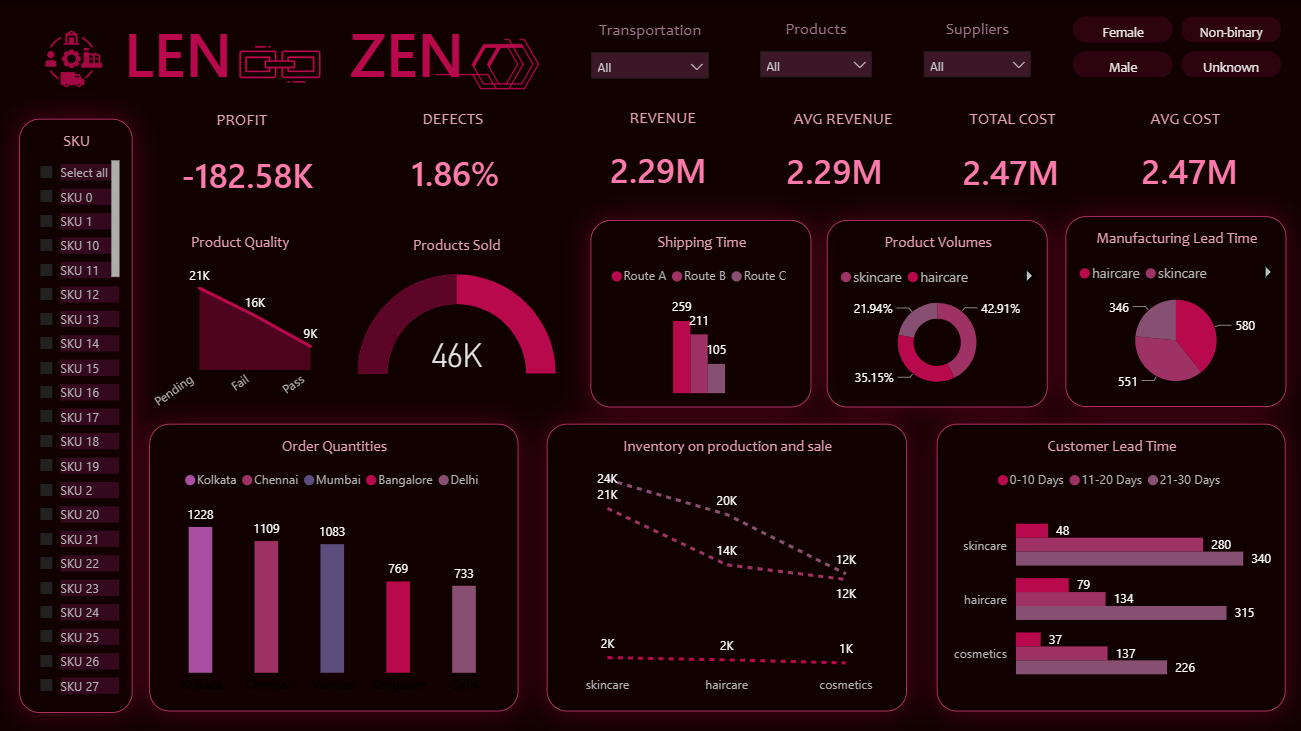 LEN ZEN
Transportation
All
Products
All
Suppliers
All
Female
Non-binary
Male
Unknown
SKU
Select all
SKU 0
SKU 1
SKU 10
SKU 11
SKU 12
SKU 13
SKU 14
SKU 15
SKU 16
SKU 17
SKU 18
SKU 19
SKU 2
SKU 20
SKU 21
SKU 22
SKU 23
SKU 24
SKU 25
SKU 26
SKU 27
PROFIT
-182.58K
DEFECTS
1.86%
REVENUE
2.29M
AVG REVENUE
2.29M
TOTAL COST
2.47M
AVG COST
2.47M
Product Quality
21K
16K
9K
Pending
Fail
Pass
Products Sold
46K
Shipping Time
Route A Route B Route C
259
211
105
Product Volumes
skincare haircare
21.94%
42.91%
35.15%
Manufacturing Lead Time
haircare skincare
346
580
551
Order Quantities
Kolkata Chennai Mumbai Bangalore Delhi
1228
1109
1083
769
733
Kolkata Chennai Mumbai Bangalore Delhi
Inventory on production and sale
24K
21K
20K
14K
12K
12K
2K
2K
1K
skincare haircare cosmetics
Customer Lead Time
0-10 Days 11-20 Days 21-30 Days
skincare
48
280
340
haircare
79
134
315
cosmetics
37
137
226